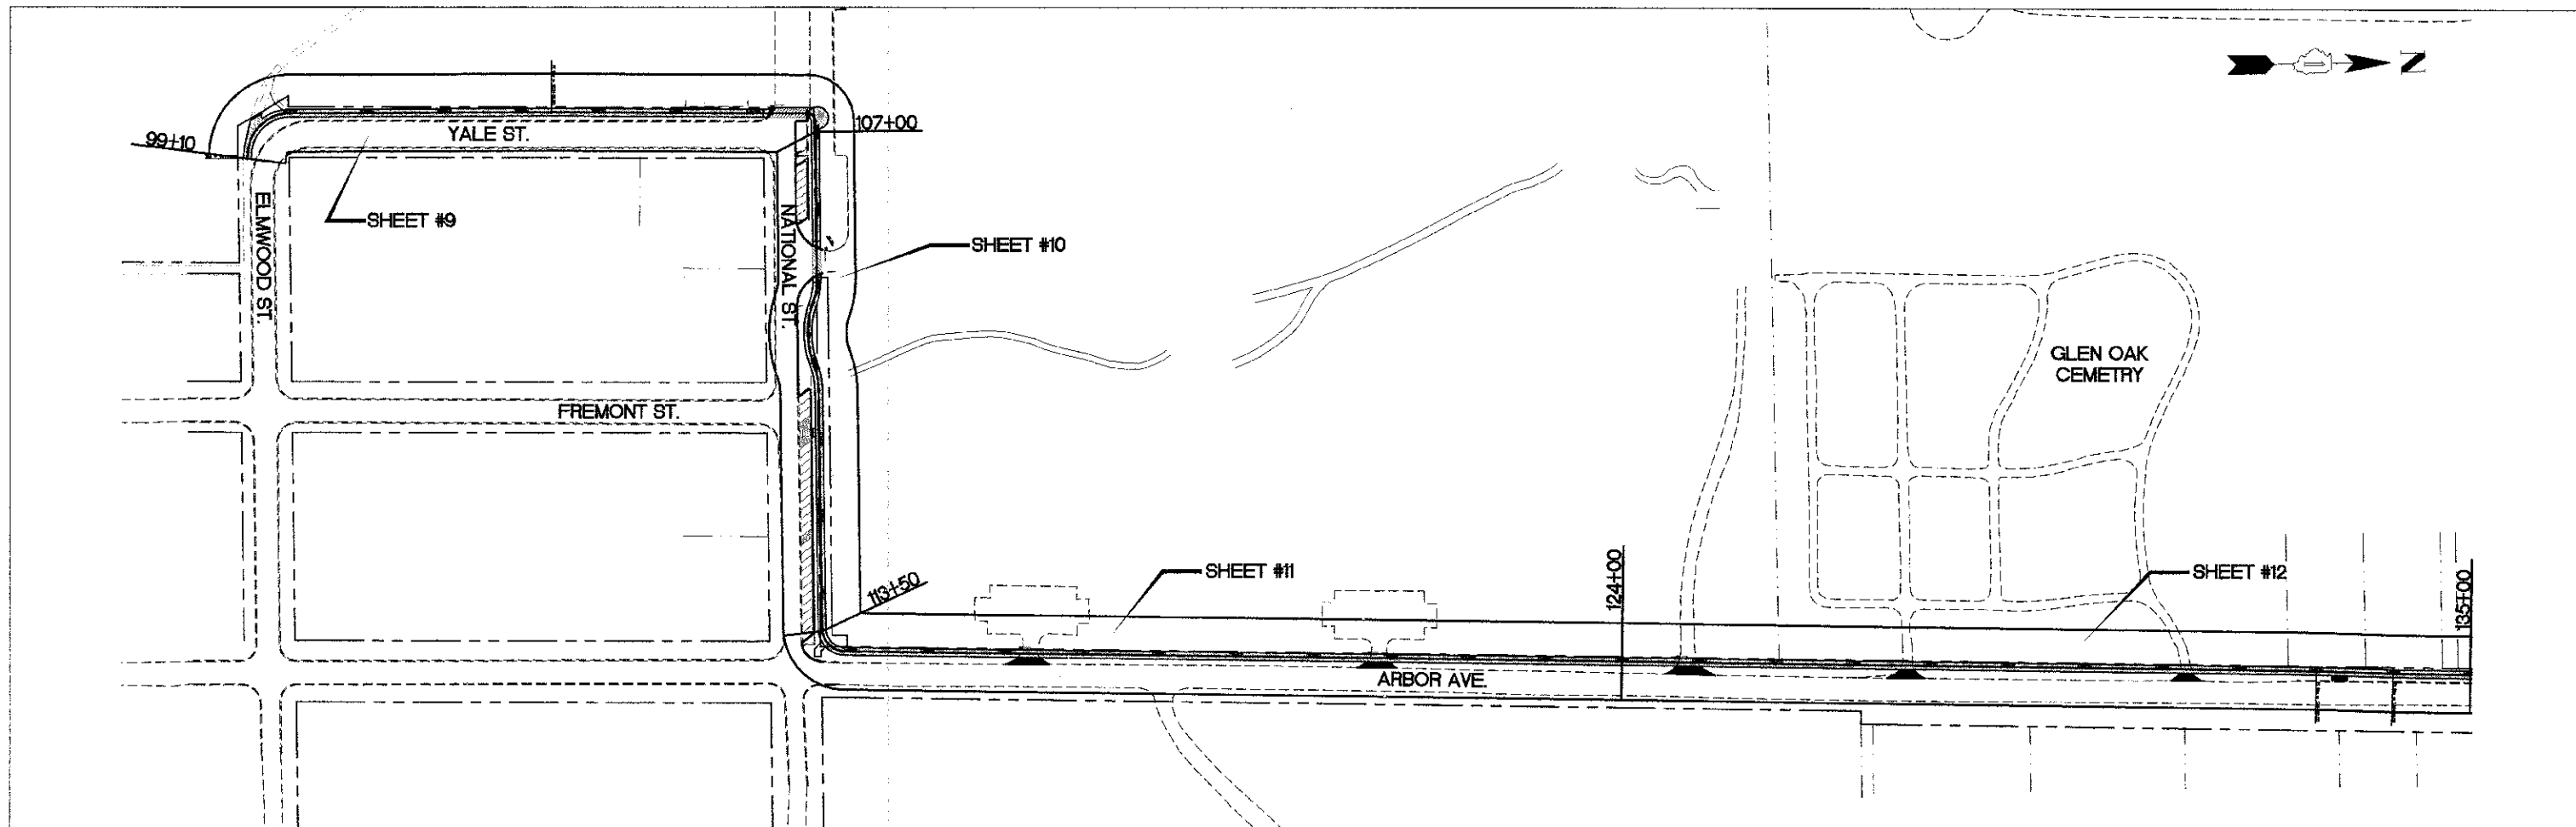 N
99+10
YALE ST.
107+00
SHEET #9
ELMWOOD ST.
NATIONAL ST.
SHEET #10
GLEN OAK
CEMETRY
FREMONT ST.
113+50
SHEET #11
124+00
SHEET #12
135+00
ARBOR AVE.